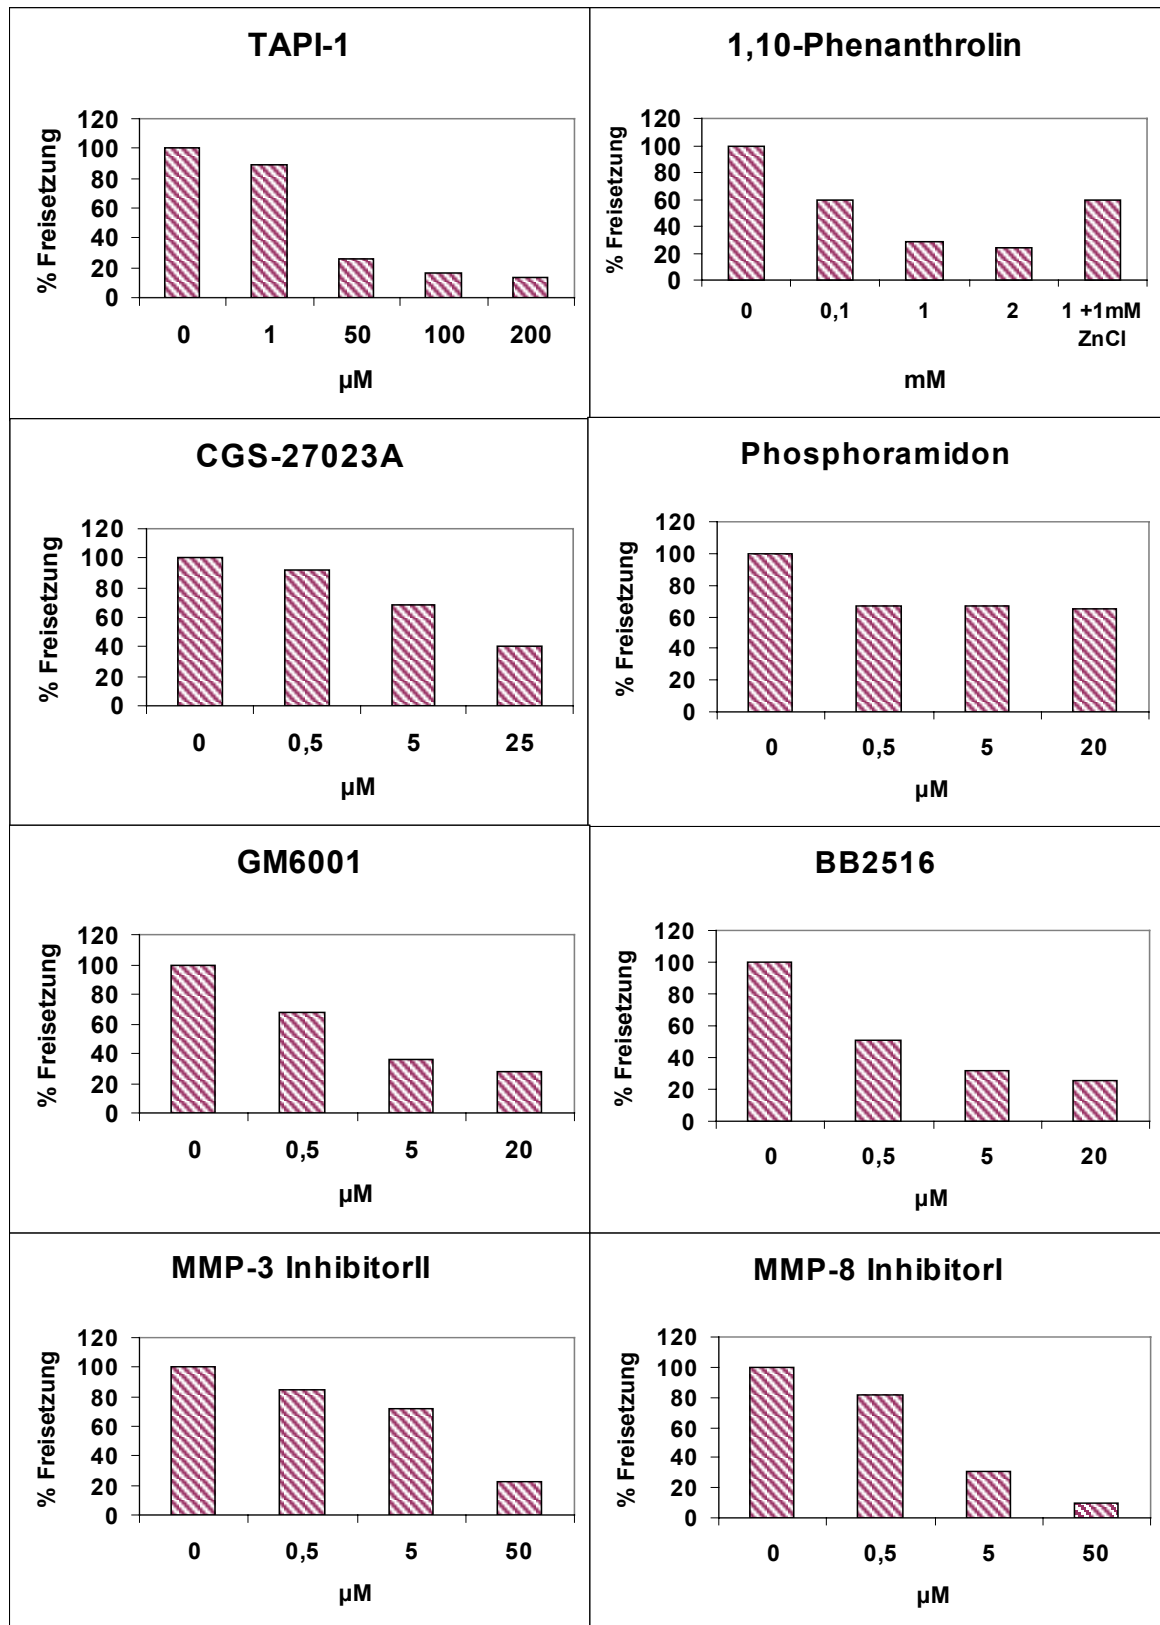 TAPI-1
% Freisetzung
120
100
80
60
40
20
0
0 1 50 100 200
µM
1,10-Phenanthrolin
% Freisetzung
120
100
80
60
40
20
0
0 0,1 1 2 1 +1mM
ZnCl
mM
CGS-27023A
% Freisetzung
120
100
80
60
40
20
0
0 0,5 5 25
µM
Phosphoramidon
% Freisetzung
120
100
80
60
40
20
0
0 0,5 5 20
µM
GM6001
% Freisetzung
120
100
80
60
40
20
0
0 0,5 5 20
µM
BB2516
% Freisetzung
120
100
80
60
40
20
0
0 0,5 5 20
µM
MMP-3 InhibitorII
% Freisetzung
120
100
80
60
40
20
0
0 0,5 5 50
µM
MMP-8 InhibitorI
% Freisetzung
120
100
80
60
40
20
0
0 0,5 5 50
µM